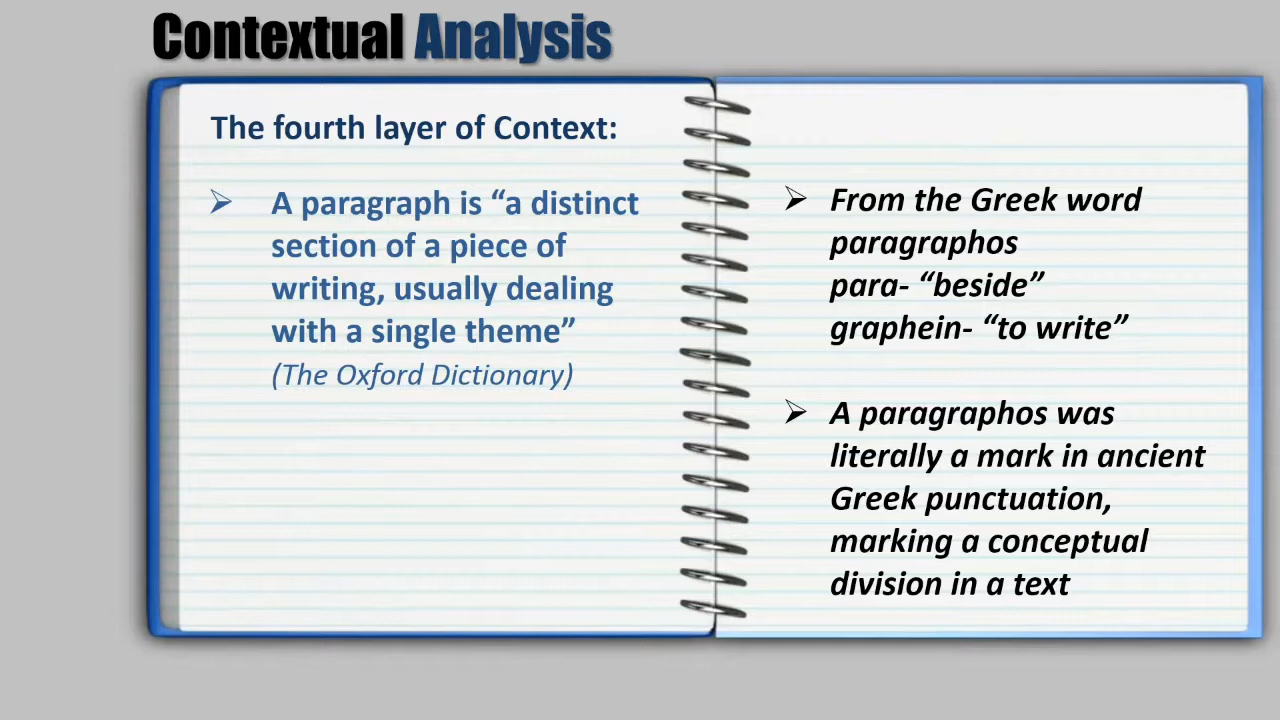 Contextual Analysis
The fourth layer of Context:
A paragraph is “a distinct
section of a piece of
writing, usually dealing
with a single theme”
(The Oxford Dictionary)
From the Greek word
paragraphos
para- “beside”
graphein- “to write”
A paragraphos was
literally a mark in ancient
Greek punctuation,
marking a conceptual
division in a text